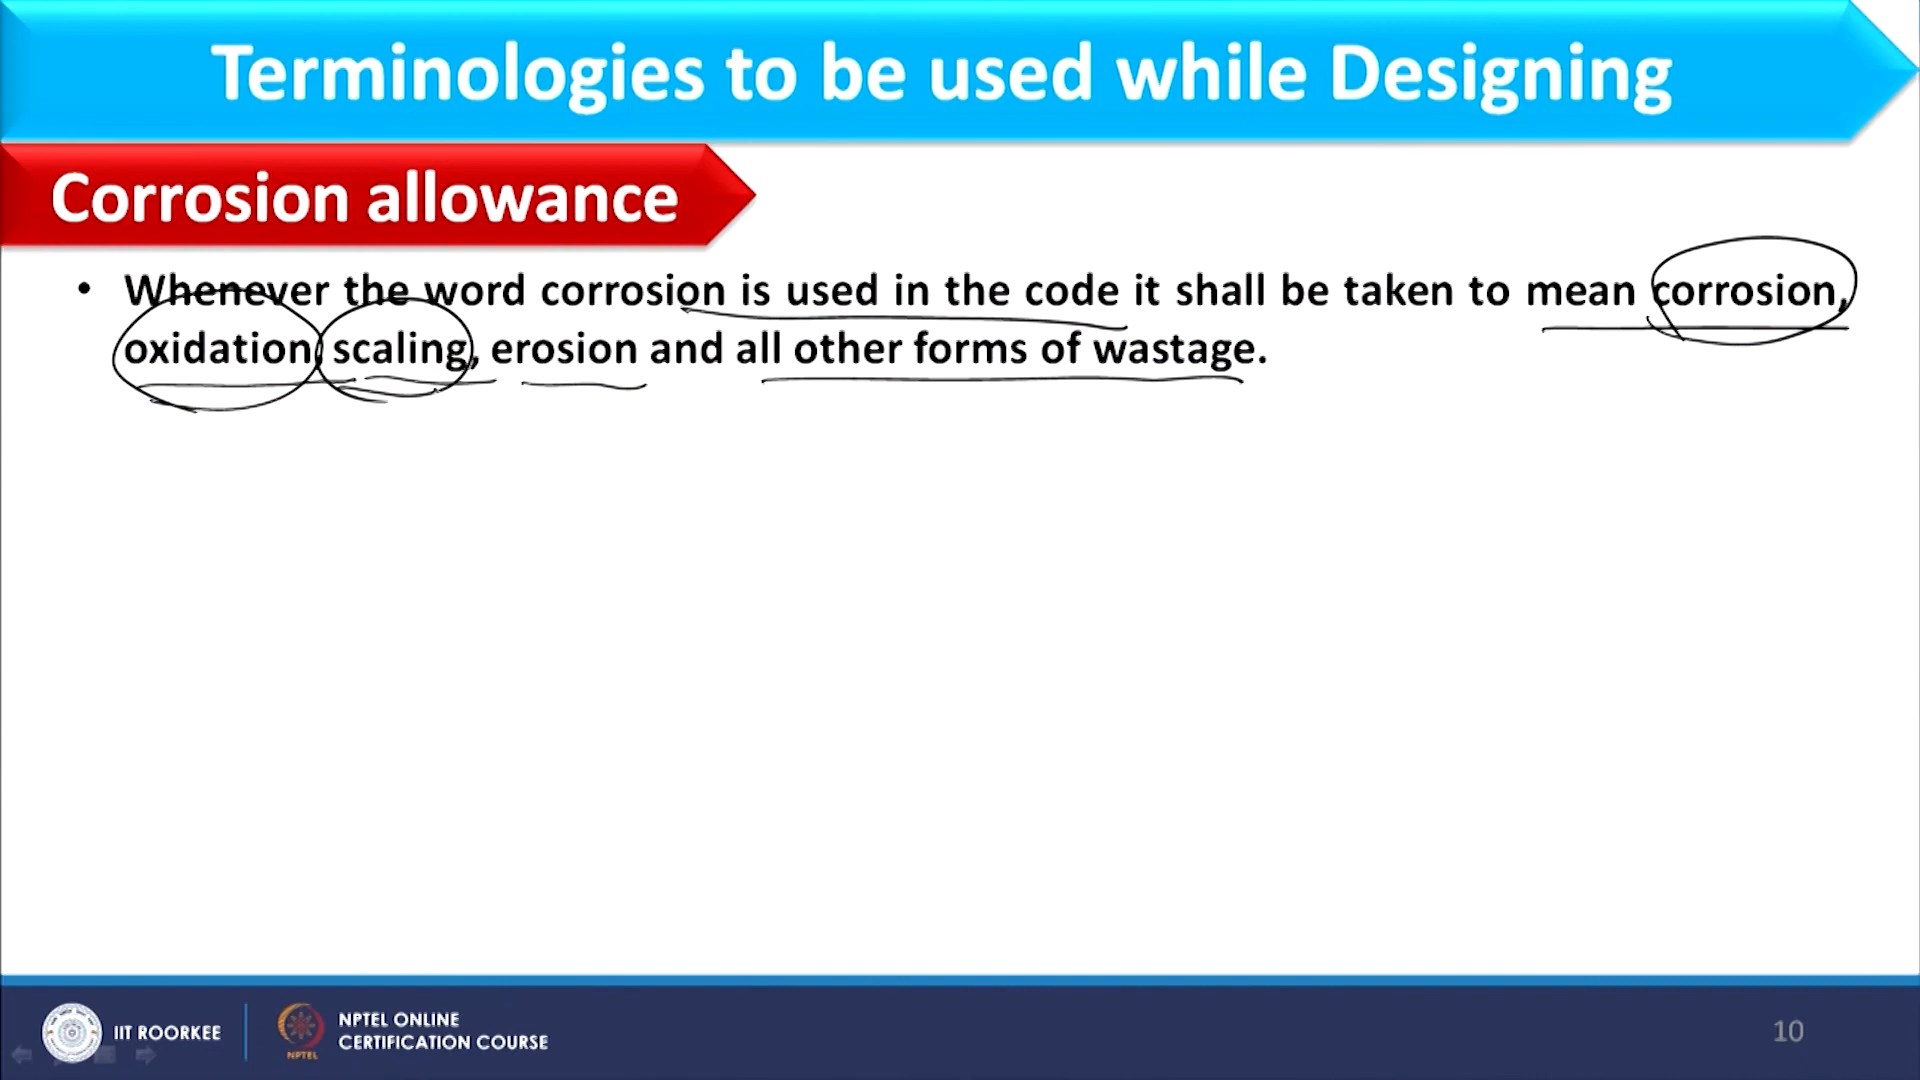 Terminologies to be used while Designing
Corrosion allowance
• Whenever the word corrosion is used in the code it shall be taken to mean corrosion,
oxidation, scaling, erosion and all other forms of wastage.
IIT ROORKEE
NPTEL ONLINE
CERTIFICATION COURSE
NPTEL
10